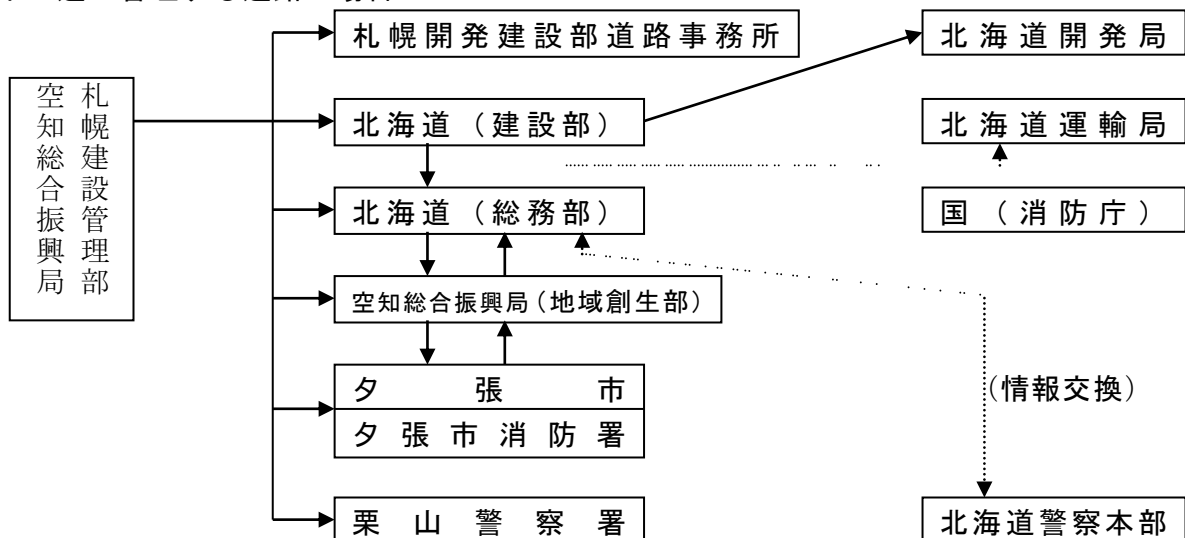 札幌開発建設部道路事務所
北海道開発局
空知総合振興局
札幌建設管理部
北海道（建設部）
北海道運輸局
北海道（総務部）
国（消防庁）
空知総合振興局（地域創生部）
夕張市
(情報交換)
夕張市消防署
栗山警察署
北海道警察本部